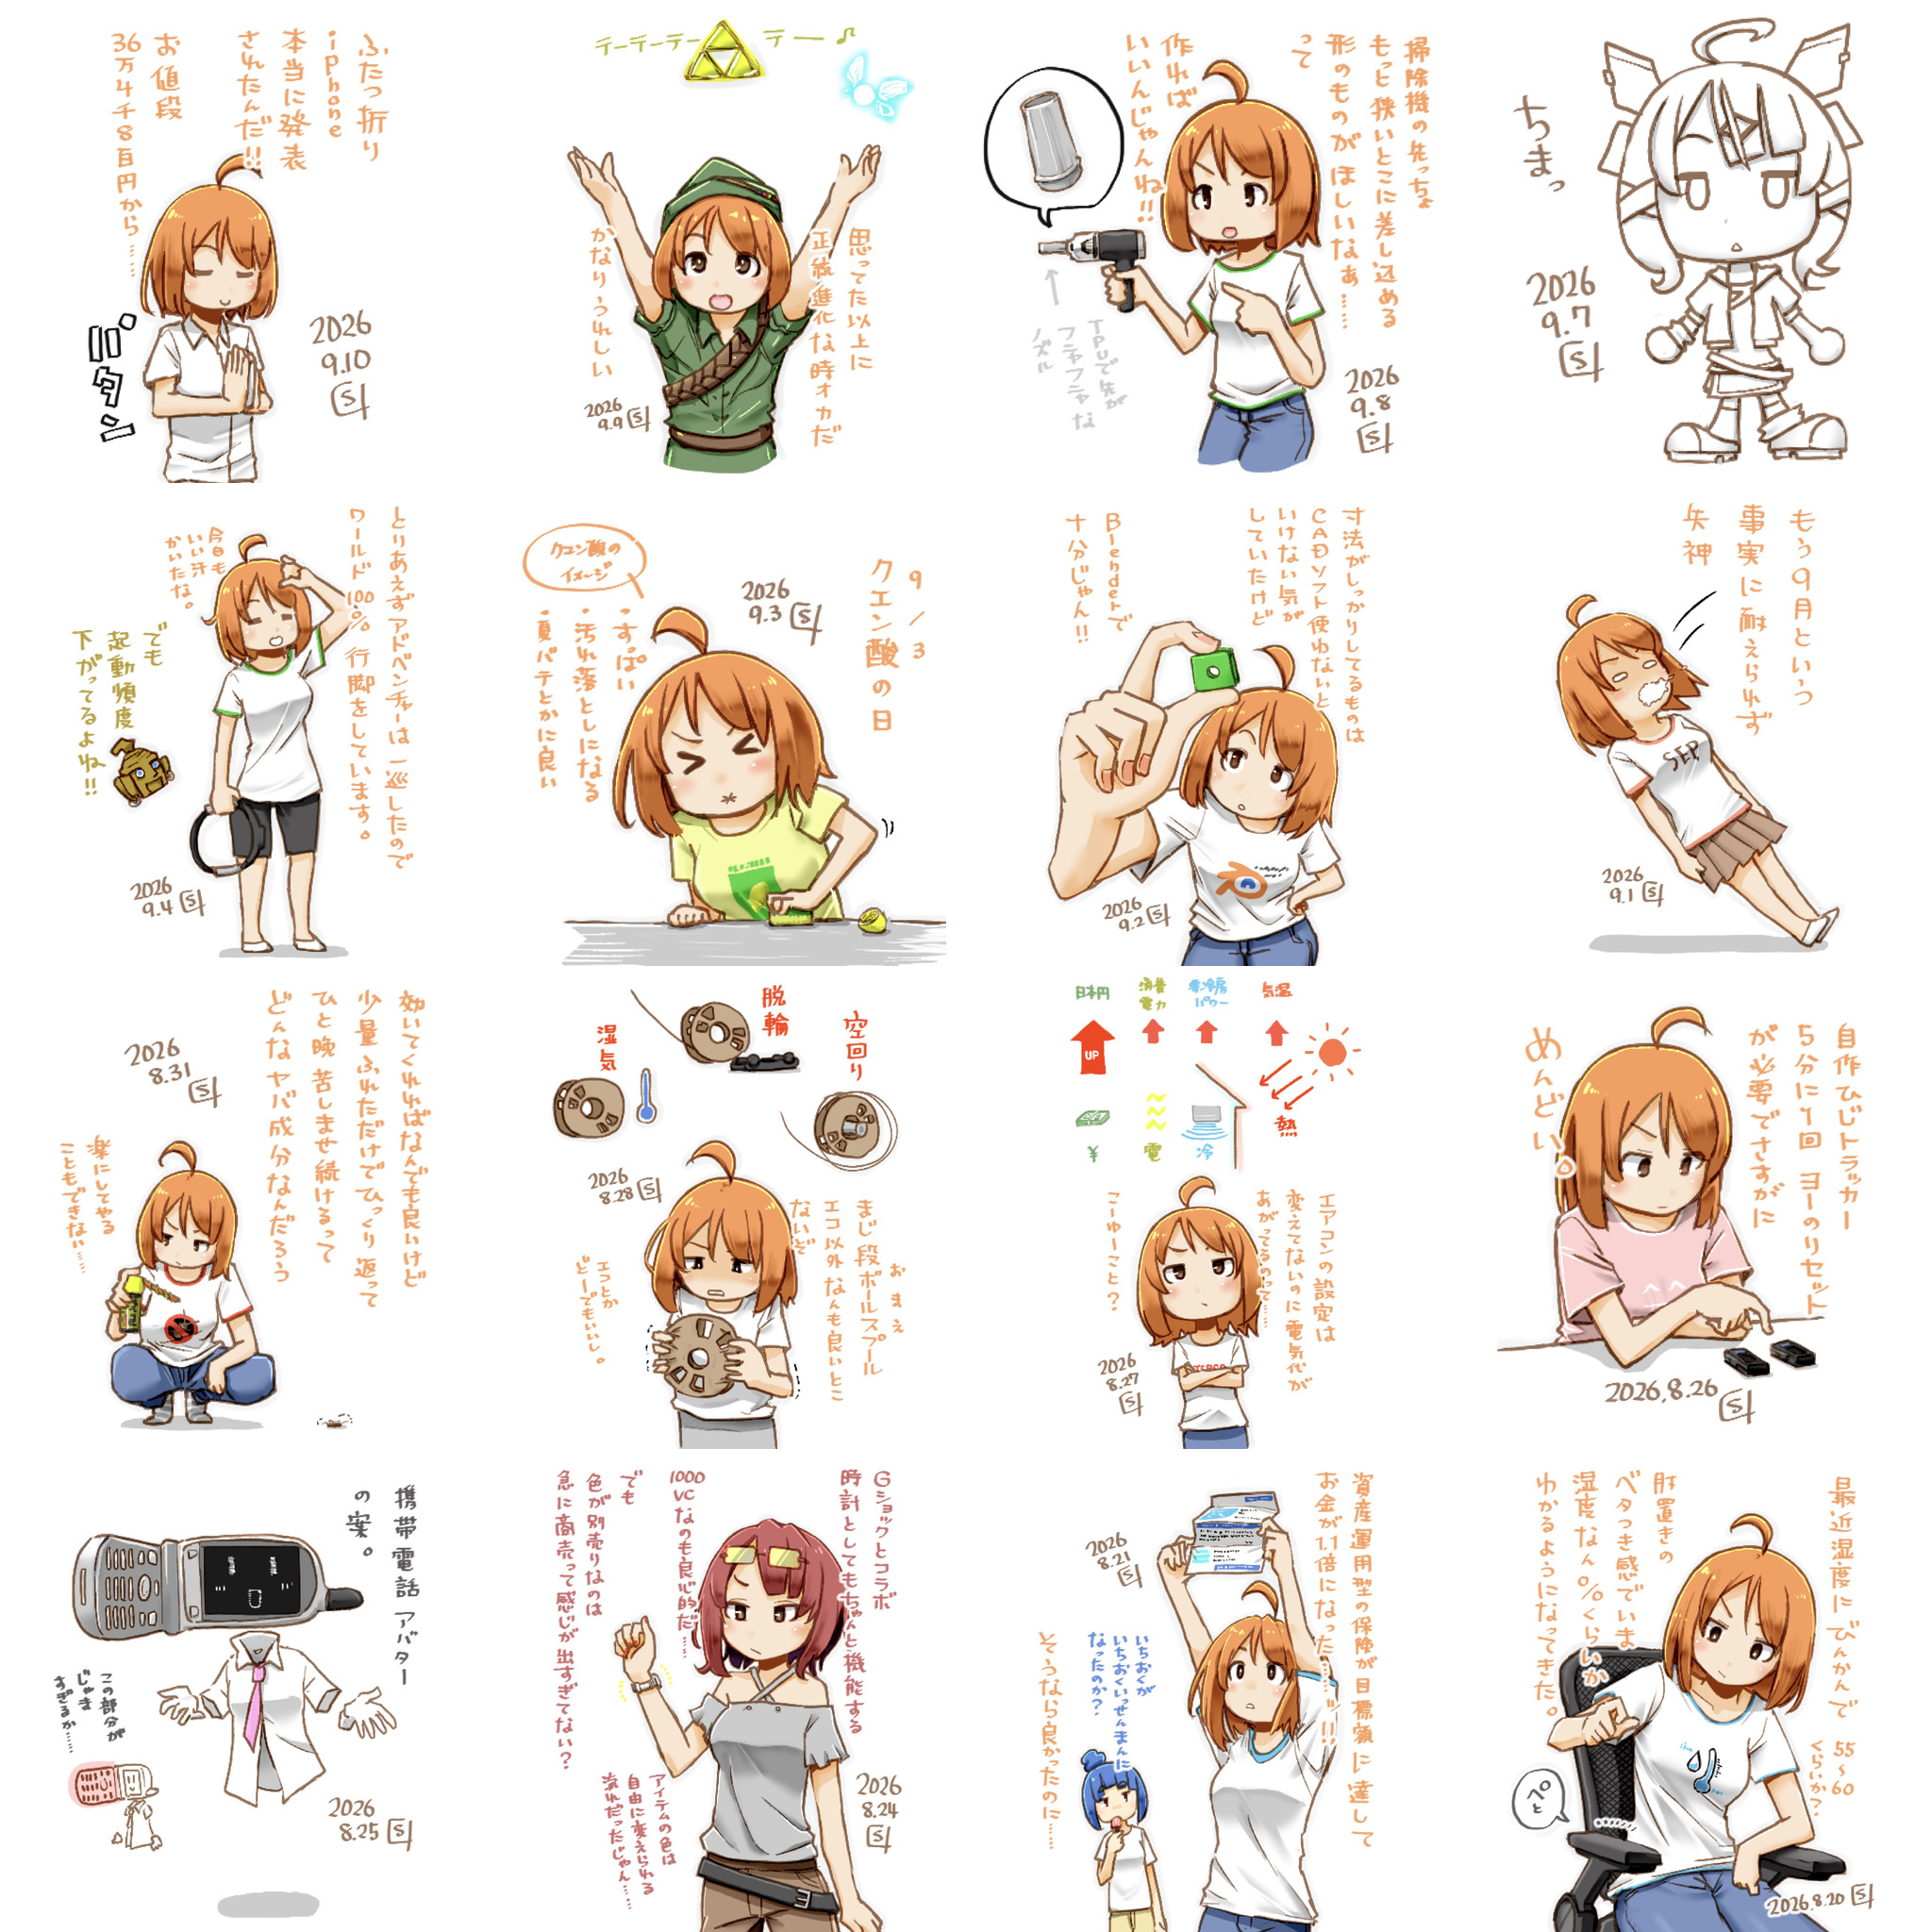 ふたつ折り
iphone
本当に発表
されたんだ!!
お値段
36万4千8百円から……
パタン
2026
9.10
テーテーテー
テー♪
思ってた以上に
正統進化な時オカだ
かなりうれしい
2026
9.9
掃除機の先っちょ
もっと狭いとこに差し込める
形のものがほしいなぁ……
って
作れば
いいんじゃんね!!
TPUで先が
フニャフニャな
ノズル
2026
9.8
ちまっ
2026
9.7
とりあえずアドベンチャーは一巡したので
ワールド100%行脚をしています。
今日も
いい汗
かいたな。
でも
起動頻度
下がってるよね!!
2026
9.4
9/3
クエン酸の日
クエン酸の
イメージ
・すっぱい
・汚れ落としになる
・夏バテとかに良い
2026
9.3
寸法がしっかりしてるものは
CADソフト使わないと
いけない気が
していたけど
Blenderで
十分じゃん!!
2026
9.2
もう9月といっ
事実に耐えられず
失神
SEP
2026
9.1
効いてくれればなんでも良いけど
少量ふれただけでひっくり返って
ひと晩苦しませ続けるって
どんなヤバ成分なんだろう
楽にしてやる
こともできない……
2026
8.31
湿気
脱輪
空回り
おまえ
まじ段ボールスプール
エコ以外なんも良いとこ
ないぞ
エコとか
どーでもいいし。
2026
8.28
日本円
消費
電力
冷房
パワー
気温
UP
¥
電
冷
熱
エアコンの設定は
変えてないのに電気代が
あがってるのって……
こーゆーこと?
2026
8.27
自作ひじトラッカー
5分に1回ヨーのリセット
が必要でさすがに
めんどい。
2026.8.26
携帯電話アバター
の案。
この部分が
じゃま
すぎるか……
2026
8.25
Gショックとコラボ
時計としてもちゃんと機能する
1000
VCなのも良心的だ……
でも
色が別売りなのは
急に商売って感じが出すぎてない?
アイテムの色は
自由に変えられる
流れだったじゃん……
2026
8.24
資産運用型の保険が目標額に達して
お金が1.1倍になった……ッ!!
いちおくが
いちおくいっせんまんに
なったのか?
そうなら良かったのに……
2026
8.21
最近湿度にびんかんで
肘置きの
ベタつき感でいま
湿度なん%くらいか
わかるようになってきた。
55~60
くらいか?
ペと
2026.8.20